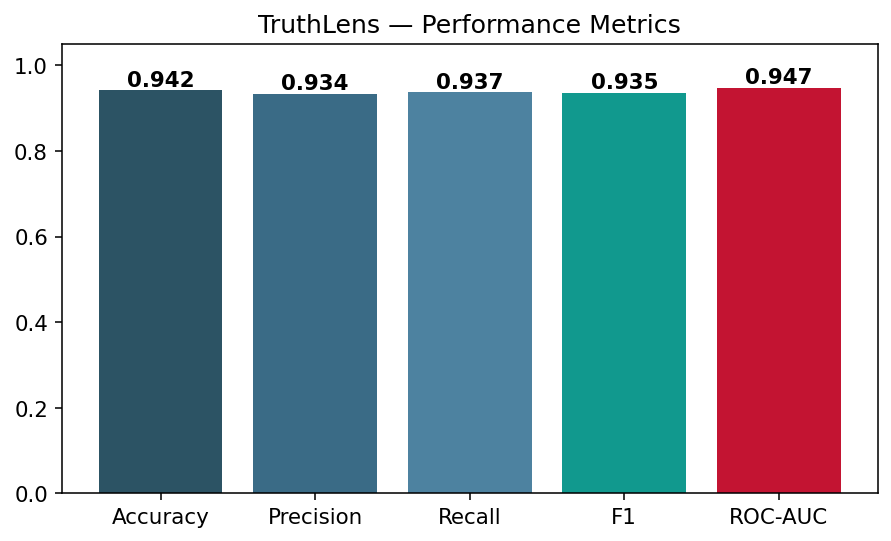 TruthLens — Performance Metrics
1.0
0.8
0.6
0.4
0.2
0.0
0.942
0.934
0.937
0.935
0.947
Accuracy
Precision
Recall
F1
ROC-AUC